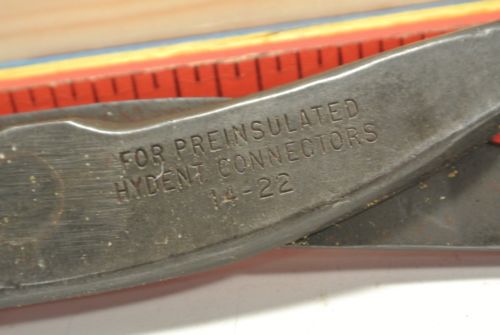 FOR PREINSULATED
HYDENT CONNECTORS
14-22